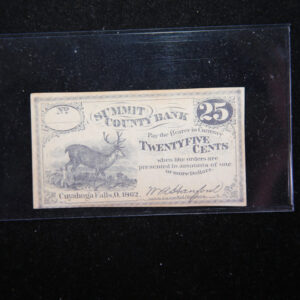 No
SUMMIT
COUNTY BANK
25
Pay the Bearer in Currency
TWENTYFIVE
CENTS
when like orders are
presented in amounts of one
or more Dollars.
Cuyahoga Falls, O. 1862